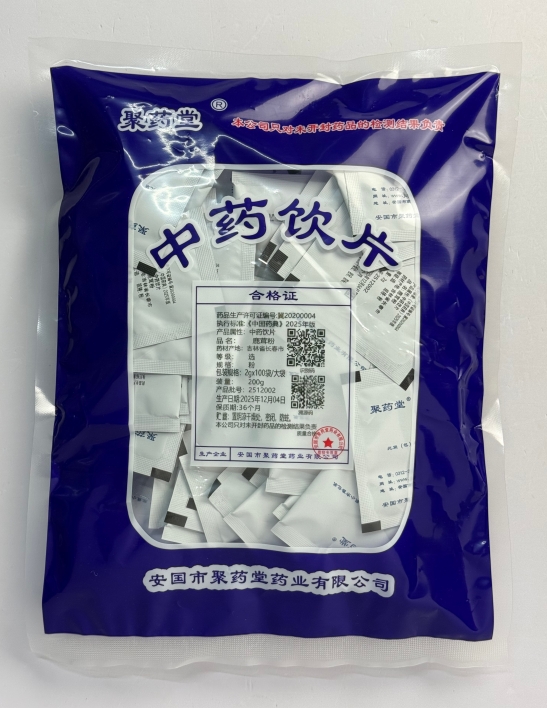 聚药堂®
本公司只对未开封药品的检测结果负责
中药饮片
合格证
药品生产许可证编号:冀20200004
执行标准:《中国药典》2025年版
产品属性: 中药饮片
品 名: 鹿茸粉
药材产地: 吉林省长春市
等 级: 选
规 格: 粉
包装规格: 2gx100袋/大袋
装 量: 200g
产品批号: 2512002
生产日期:2025年12月04日
保质期:36个月
本公司只对未开封药品的检测结果负责
质量合格
生产企业 安国市聚药堂药业有限公司
聚药堂®
安国市聚药堂药业有限公司